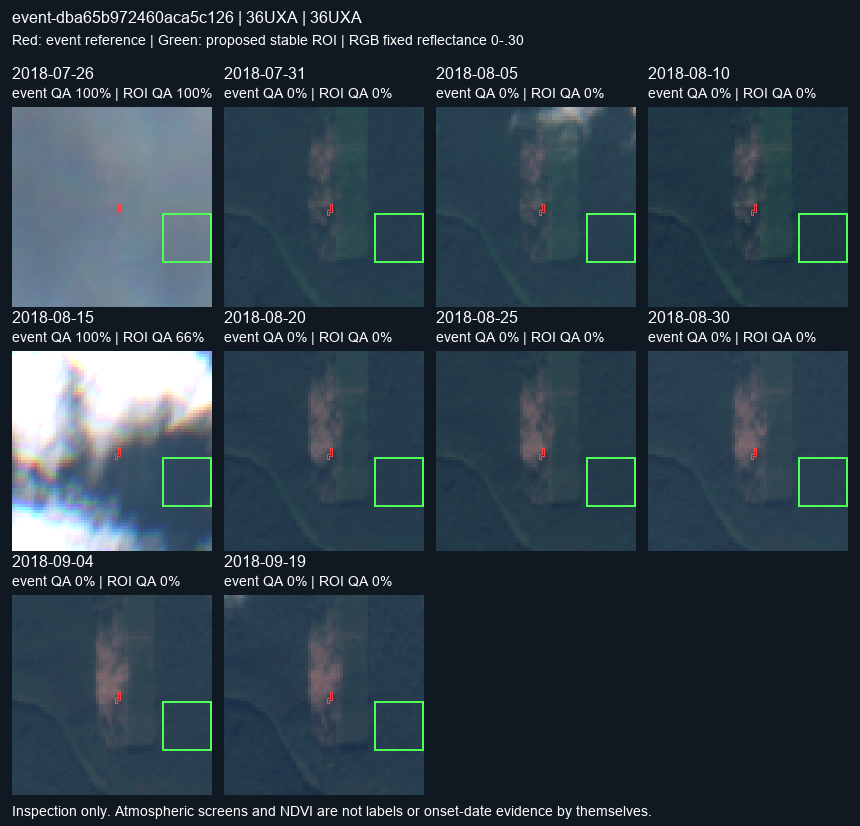 event-dba65b972460aca5c126 | 36UXA | 36UXA
Red: event reference | Green: proposed stable ROI | RGB fixed reflectance 0-.30
2018-07-26
event QA 100% | ROI QA 100%
2018-07-31
event QA 0% | ROI QA 0%
2018-08-05
event QA 0% | ROI QA 0%
2018-08-10
event QA 0% | ROI QA 0%
2018-08-15
event QA 100% | ROI QA 66%
2018-08-20
event QA 0% | ROI QA 0%
2018-08-25
event QA 0% | ROI QA 0%
2018-08-30
event QA 0% | ROI QA 0%
2018-09-04
event QA 0% | ROI QA 0%
2018-09-19
event QA 0% | ROI QA 0%
Inspection only. Atmospheric screens and NDVI are not labels or onset-date evidence by themselves.